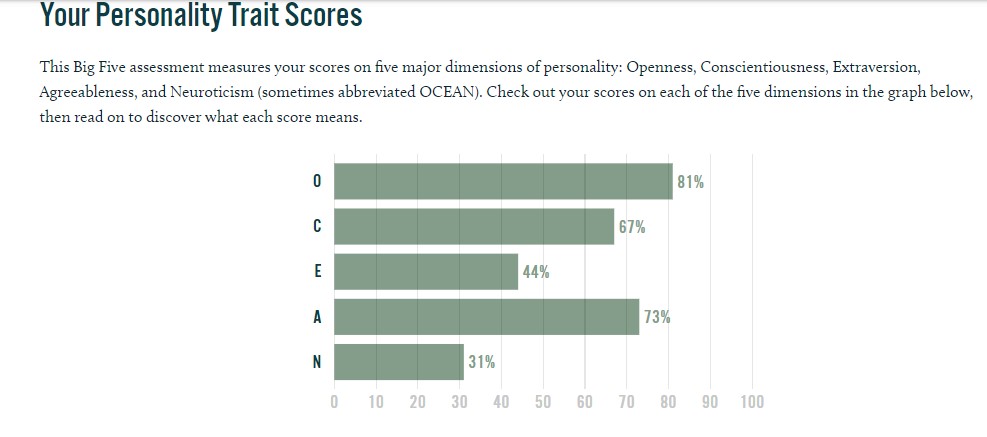 Your Personality Trait Scores
This Big Five assessment measures your scores on five major dimensions of personality: Openness, Conscientiousness, Extraversion,
Agreeableness, and Neuroticism (sometimes abbreviated OCEAN). Check out your scores on each of the five dimensions in the graph below,
then read on to discover what each score means.
O 81%
C 67%
E 44%
A 73%
N 31%
0 10 20 30 40 50 60 70 80 90 100